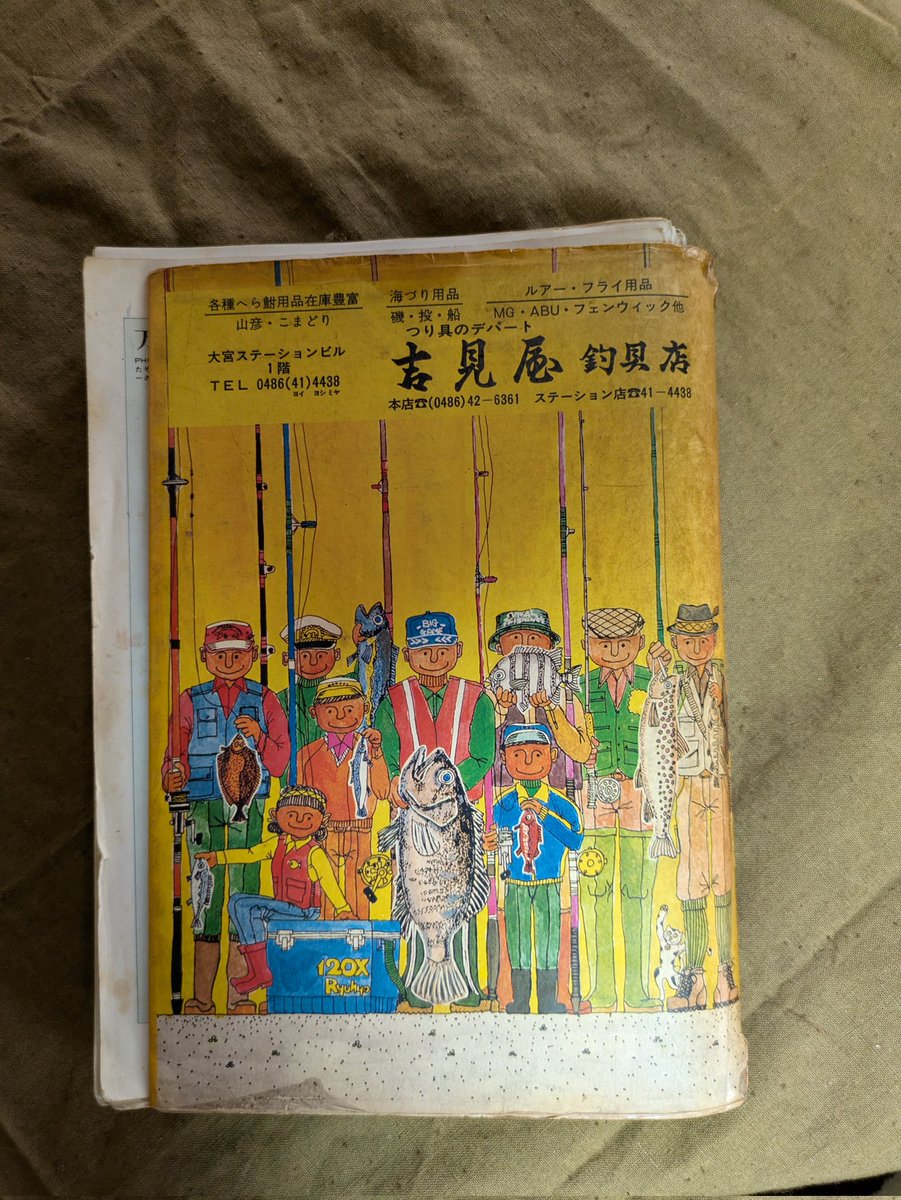 各種へら鮒用品在庫豊富
山彦・こまどり
海づり用品
磯・投・船
ルアー・フライ用品
MG・ABU・フェンウィック他
つり具のデパート
吉見屋 釣具店
大宮ステーションビル
1階
TEL 0486(41)4438
ヨイ ヨシミヤ
本店☎(0486)42-6361 ステーション店☎41-4438
BIG GAME
120X
Ryuhyo